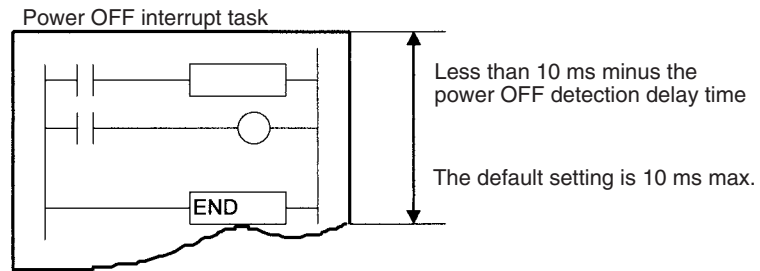 Power OFF interrupt task
Less than 10 ms minus the
power OFF detection delay time
The default setting is 10 ms max.
END